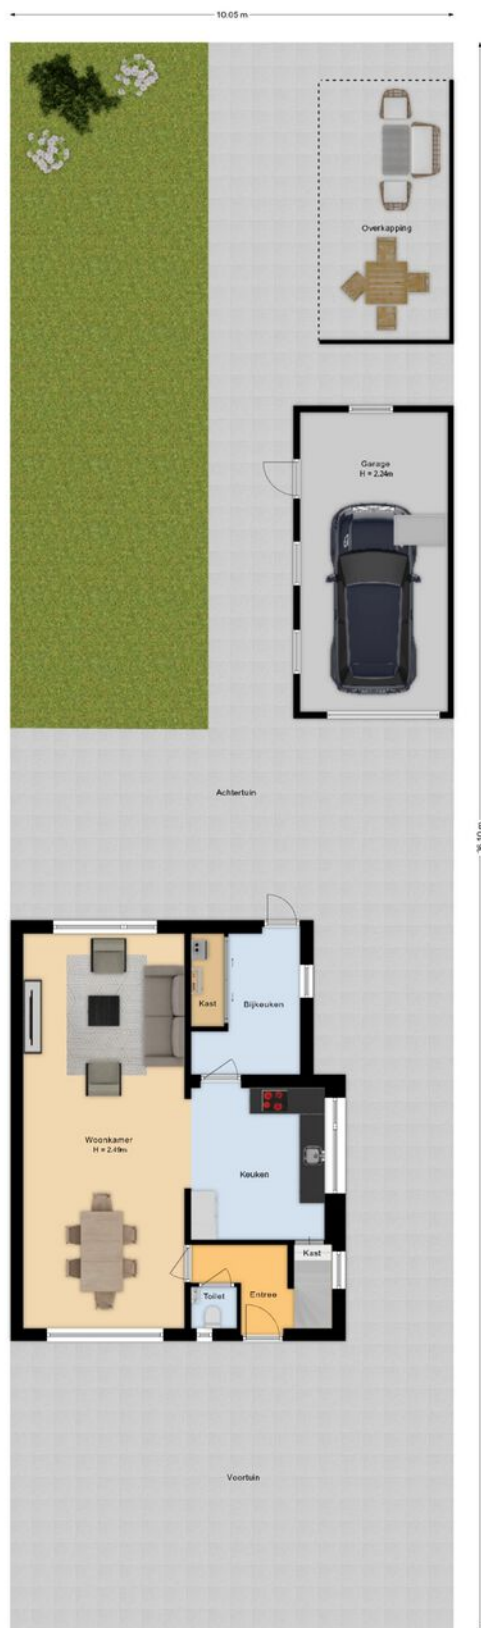 10.05 m
Overkapping
Garage
H = 2.24m
Achtertuin
Kast
Bijkeuken
Woonkamer
H = 2.49m
Keuken
Kast
Toilet
Entree
Voortuin